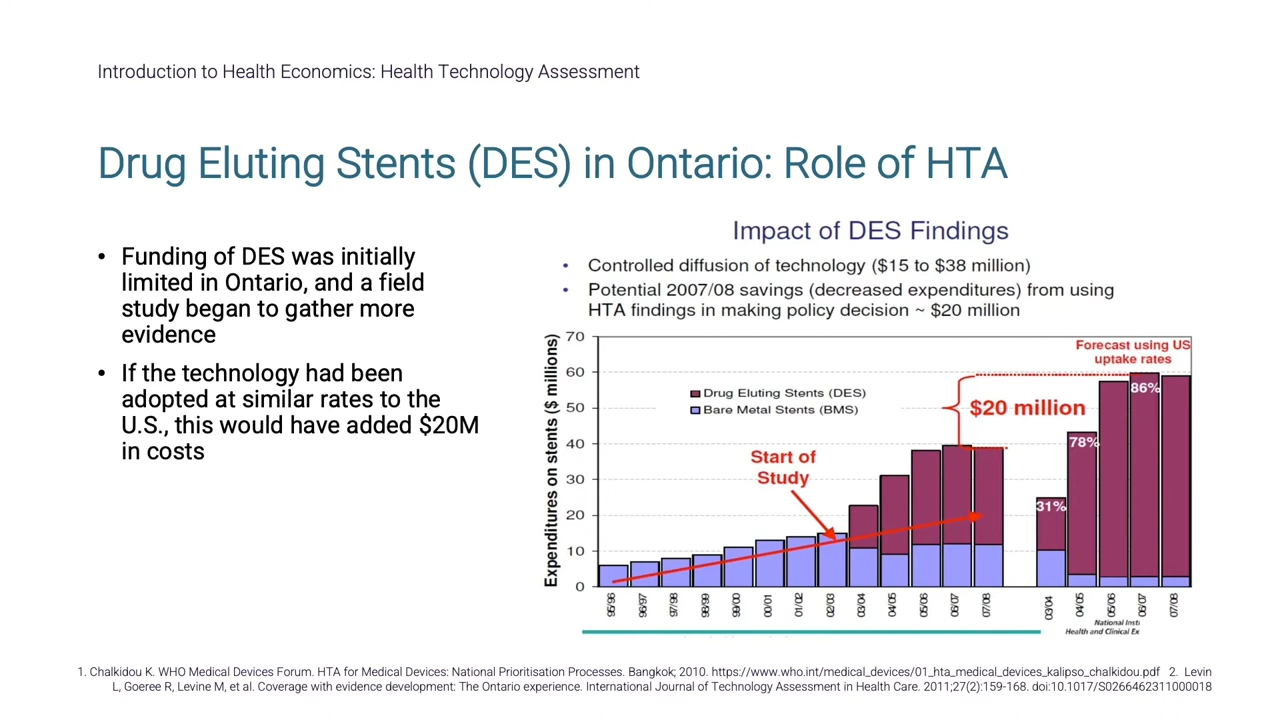 Introduction to Health Economics: Health Technology Assessment
Drug Eluting Stents (DES) in Ontario: Role of HTA
• Funding of DES was initially
limited in Ontario, and a field
study began to gather more
evidence
• If the technology had been
adopted at similar rates to the
U.S., this would have added $20M
in costs
Impact of DES Findings
• Controlled diffusion of technology ($15 to $38 million)
• Potential 2007/08 savings (decreased expenditures) from using
HTA findings in making policy decision ~ $20 million
Expenditures on stents ($ millions)
70
60
50
40
30
20
10
0
Drug Eluting Stents (DES)
Bare Metal Stents (BMS)
Start of
Study
$20 million
Forecast using US
uptake rates
31%
78%
86%
95/96
96/97
97/98
98/99
99/00
00/01
01/02
02/03
03/04
04/05
05/06
06/07
07/08
03/04
04/05
05/06
06/07
07/08
National Insti
Health and Clinical Ex
1. Chalkidou K. WHO Medical Devices Forum. HTA for Medical Devices: National Prioritisation Processes. Bangkok; 2010. https://www.who.int/medical_devices/01_hta_medical_devices_kalipso_chalkidou.pdf 2. Levin
L, Goeree R, Levine M, et al. Coverage with evidence development: The Ontario experience. International Journal of Technology Assessment in Health Care. 2011;27(2):159-168. doi:10.1017/S0266462311000018